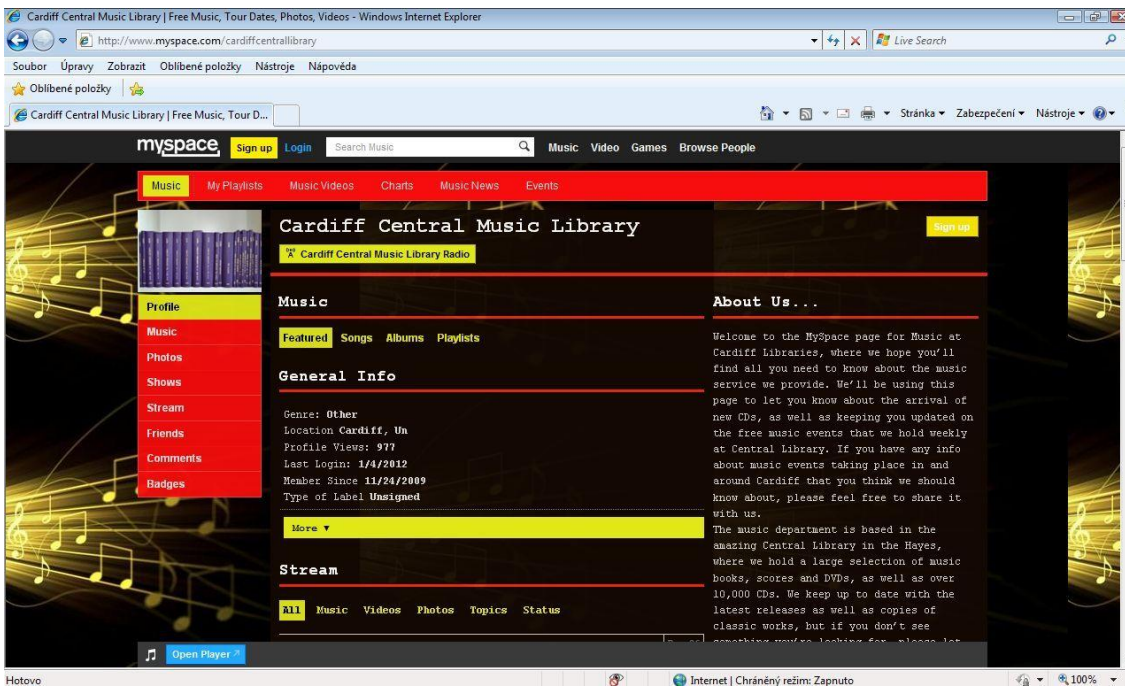 Cardiff Central Music Library | Free Music, Tour Dates, Photos, Videos - Windows Internet Explorer
http://www.myspace.com/cardiffcentrallibrary
Live Search
Soubor Úpravy Zobrazit Oblíbené položky Nástroje Nápověda
Oblíbené položky
Cardiff Central Music Library | Free Music, Tour D...
Stránka Zabezpečení Nástroje
myspace Sign up Login Search Music Music Video Games Browse People
Music My Playlists Music Videos Charts Music News Events
Cardiff Central Music Library
Sign up
Cardiff Central Music Library Radio
Profile
Music
Photos
Shows
Stream
Friends
Comments
Badges
Music
Featured Songs Albums Playlists
General Info
Genre: Other
Location Cardiff, Un
Profile Views: 977
Last Login: 1/4/2012
Member Since 11/24/2009
Type of Label Unsigned
More ▼
Stream
All Music Videos Photos Topics Status
About Us...
Welcome to the MySpace page for Music at
Cardiff Libraries, where we hope you'll
find all you need to know about the music
service we provide. We'll be using this
page to let you know about the arrival of
new CDs, as well as keeping you updated on
the free music events that we hold weekly
at Central Library. If you have any info
about music events taking place in and
around Cardiff that you think we should
know about, please feel free to share it
with us.
The music department is based in the
amazing Central Library in the Hayes,
where we hold a large selection of music
books, scores and DVDs, as well as over
10,000 CDs. We keep up to date with the
latest releases as well as copies of
classic works, but if you don't see
something you're looking for, please let
Open Player
Hotovo
Internet | Chráněný režim: Zapnuto
100%